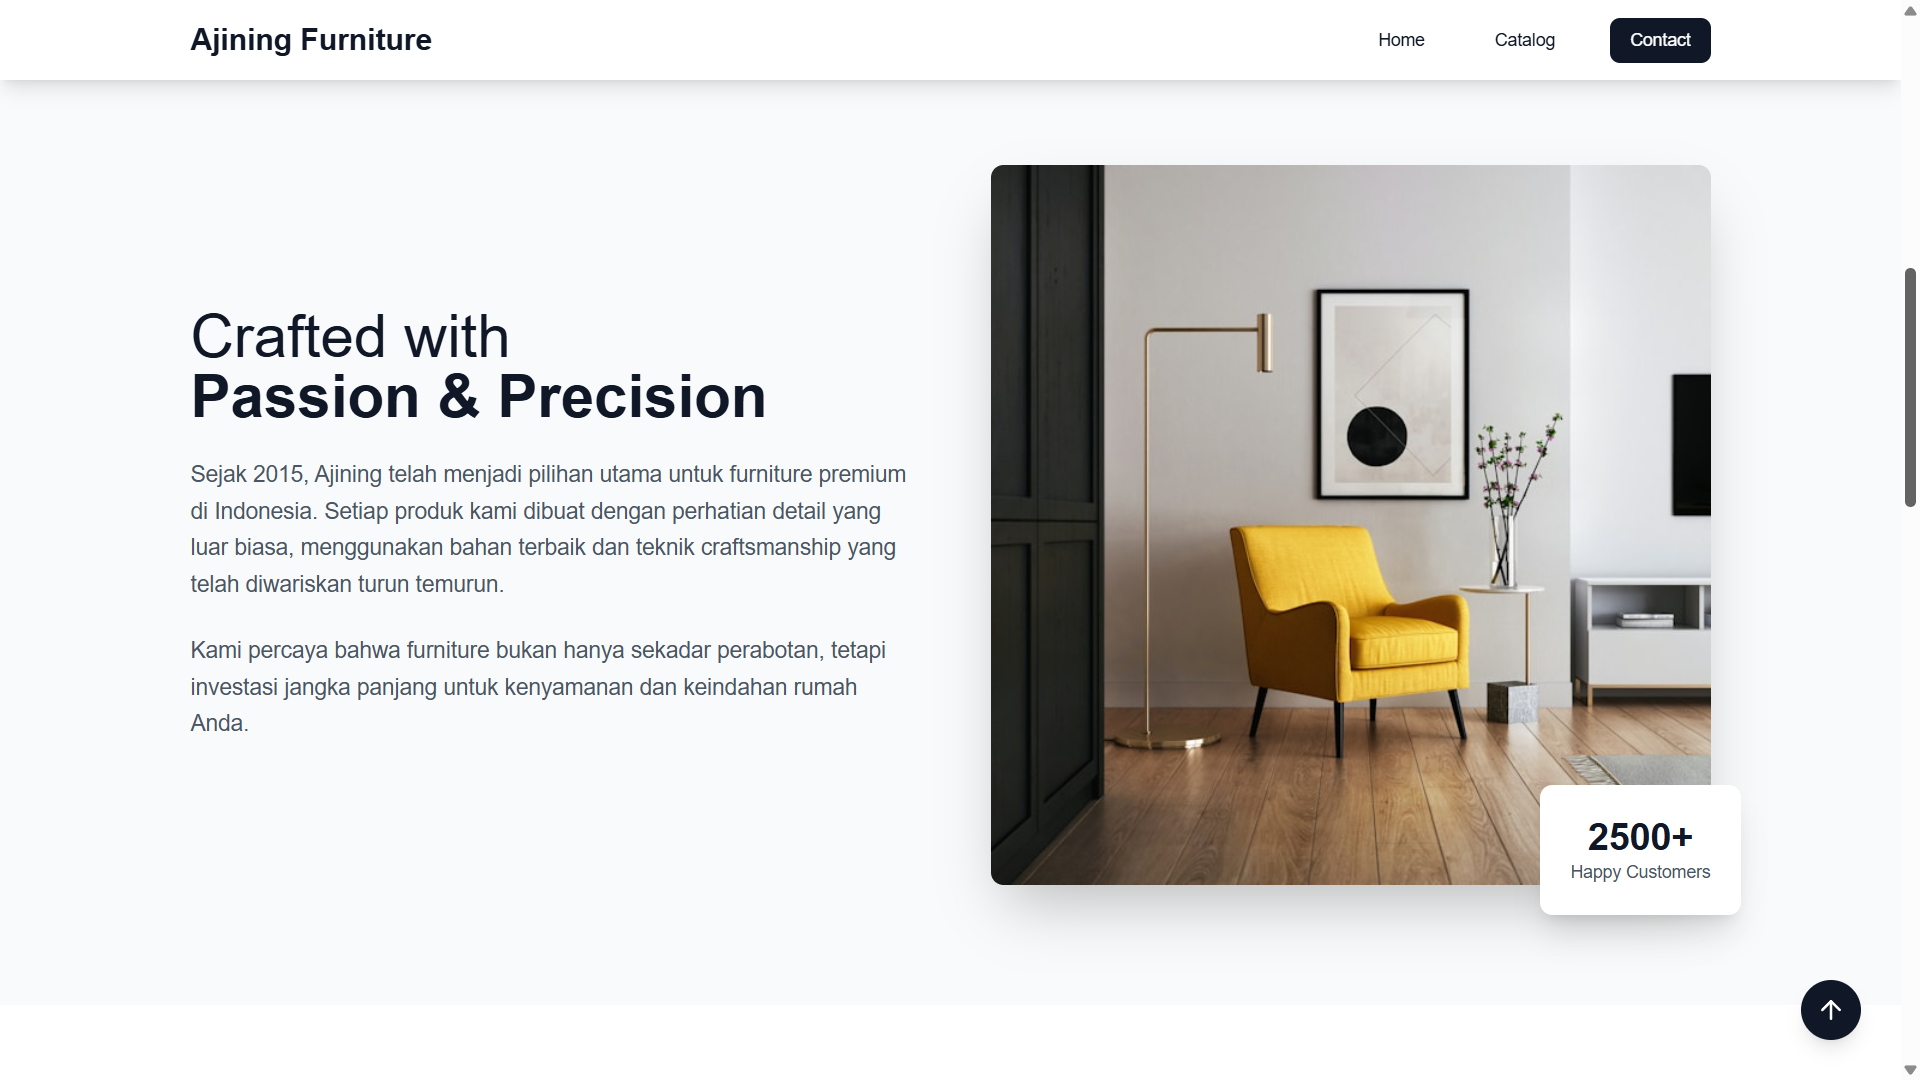 Ajining Furniture
Home
Catalog
Contact
Crafted with
Passion & Precision
Sejak 2015, Ajining telah menjadi pilihan utama untuk furniture premium
di Indonesia. Setiap produk kami dibuat dengan perhatian detail yang
luar biasa, menggunakan bahan terbaik dan teknik craftsmanship yang
telah diwariskan turun temurun.
Kami percaya bahwa furniture bukan hanya sekadar perabotan, tetapi
investasi jangka panjang untuk kenyamanan dan keindahan rumah
Anda.
2500+
Happy Customers